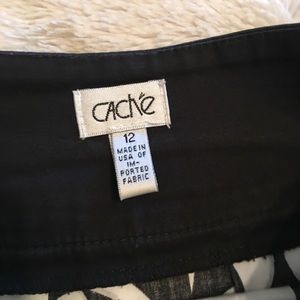 Caché
12
MADE IN
USA OF
IM-
PORTED
FABRIC